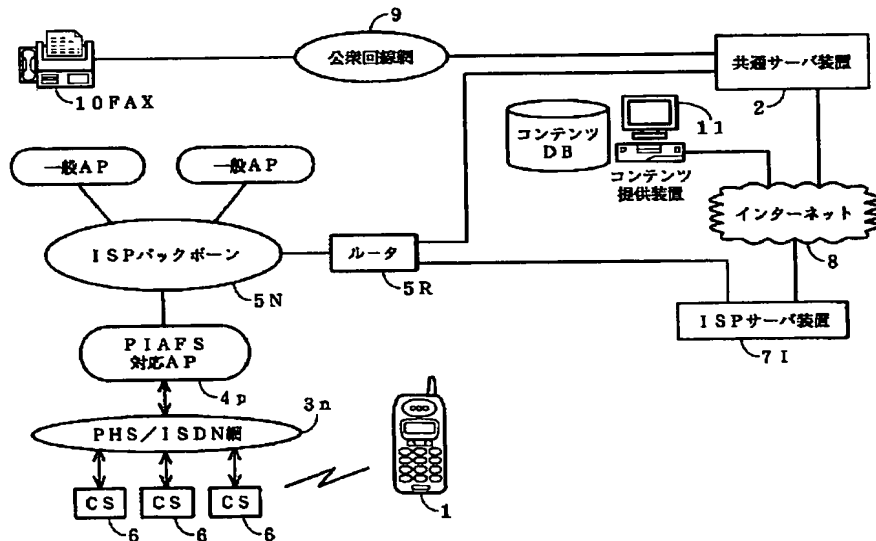 9
公衆回線網
共通サーバ装置
2
10FAX
コンテンツ
DB
11
コンテンツ
提供装置
一般AP
一般AP
インターネット
8
ISPバックボーン
5N
ルータ
5R
ISPサーバ装置
7I
PIAFS
対応AP
4p
3n
PHS/ISDN網
CS
CS
CS
6
6
6
1